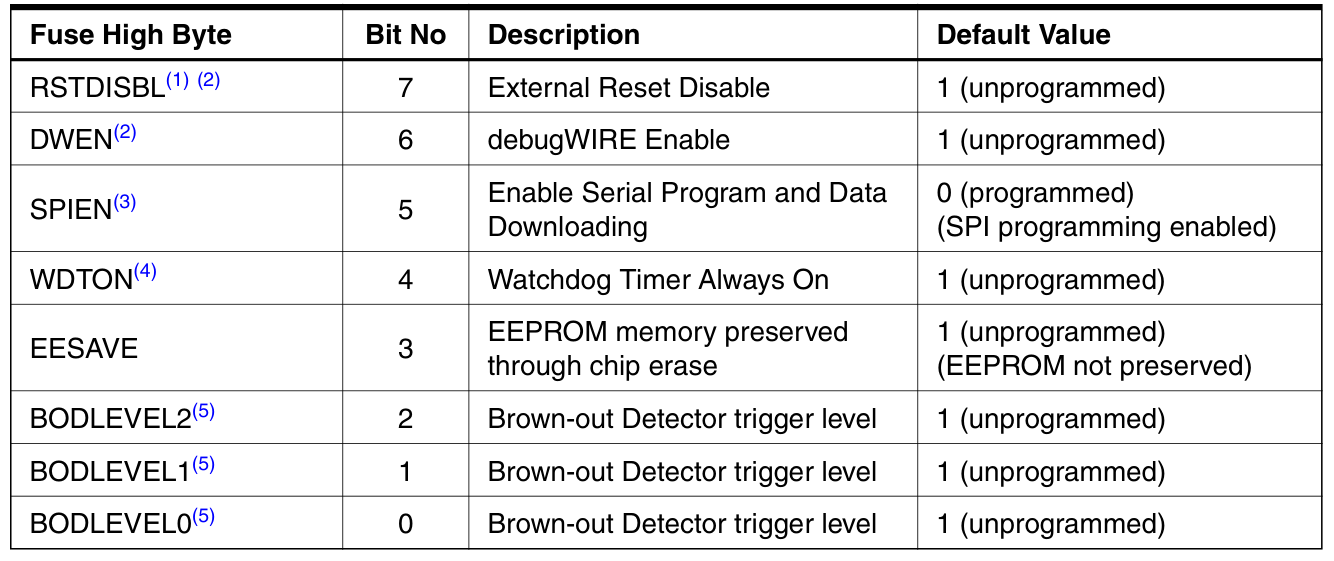 Fuse High Byte Bit No Description Default Value
RSTDISBL(1) (2) 7 External Reset Disable 1 (unprogrammed)
DWEN(2) 6 debugWIRE Enable 1 (unprogrammed)
SPIEN(3) 5 Enable Serial Program and Data Downloading 0 (programmed) (SPI programming enabled)
WDTON(4) 4 Watchdog Timer Always On 1 (unprogrammed)
EESAVE 3 EEPROM memory preserved through chip erase 1 (unprogrammed) (EEPROM not preserved)
BODLEVEL2(5) 2 Brown-out Detector trigger level 1 (unprogrammed)
BODLEVEL1(5) 1 Brown-out Detector trigger level 1 (unprogrammed)
BODLEVEL0(5) 0 Brown-out Detector trigger level 1 (unprogrammed)